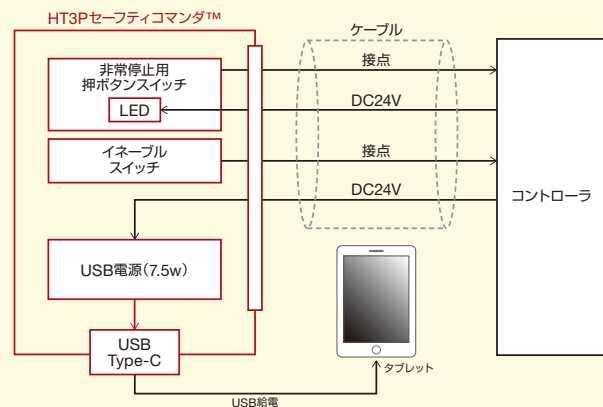 HT3Pセーフティコマンダ™
ケーブル
非常停止用
押ボタンスイッチ
LED
接点
DC24V
イネーブル
スイッチ
接点
DC24V
コントローラ
USB電源(7.5w)
USB
Type-C
タブレット
USB給電